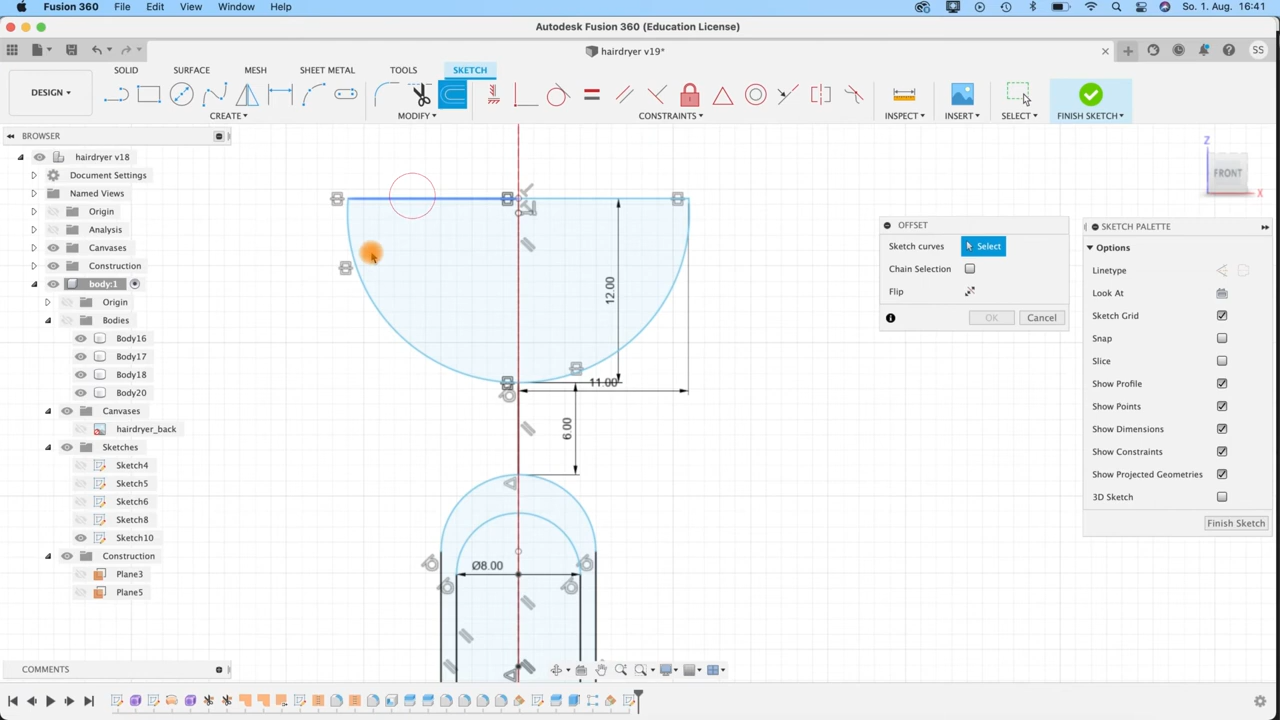 Fusion 360 File Edit View Window Help So. 1. Aug. 16:41
Autodesk Fusion 360 (Education License)
hairdryer v19*
SS
SOLID SURFACE MESH SHEET METAL TOOLS SKETCH
DESIGN
CREATE MODIFY CONSTRAINTS INSPECT INSERT SELECT FINISH SKETCH
BROWSER
hairdryer v18
Document Settings
Named Views
Origin
Analysis
Canvases
Construction
body:1
Origin
Bodies
Body16
Body17
Body18
Body20
Canvases
hairdryer_back
Sketches
Sketch4
Sketch5
Sketch6
Sketch8
Sketch10
Construction
Plane3
Plane5
COMMENTS
12.00
11.00
6.00
Ø8.00
Z
FRONT
X
OFFSET
Sketch curves Select
Chain Selection
Flip
OK Cancel
SKETCH PALETTE
Options
Linetype
Look At
Sketch Grid
Snap
Slice
Show Profile
Show Points
Show Dimensions
Show Constraints
Show Projected Geometries
3D Sketch
Finish Sketch